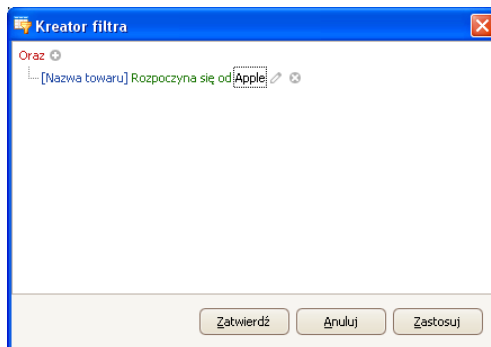 Kreator filtra
Oraz
[Nazwa towaru] Rozpoczyna się od Apple
Zatwierdź Anuluj Zastosuj